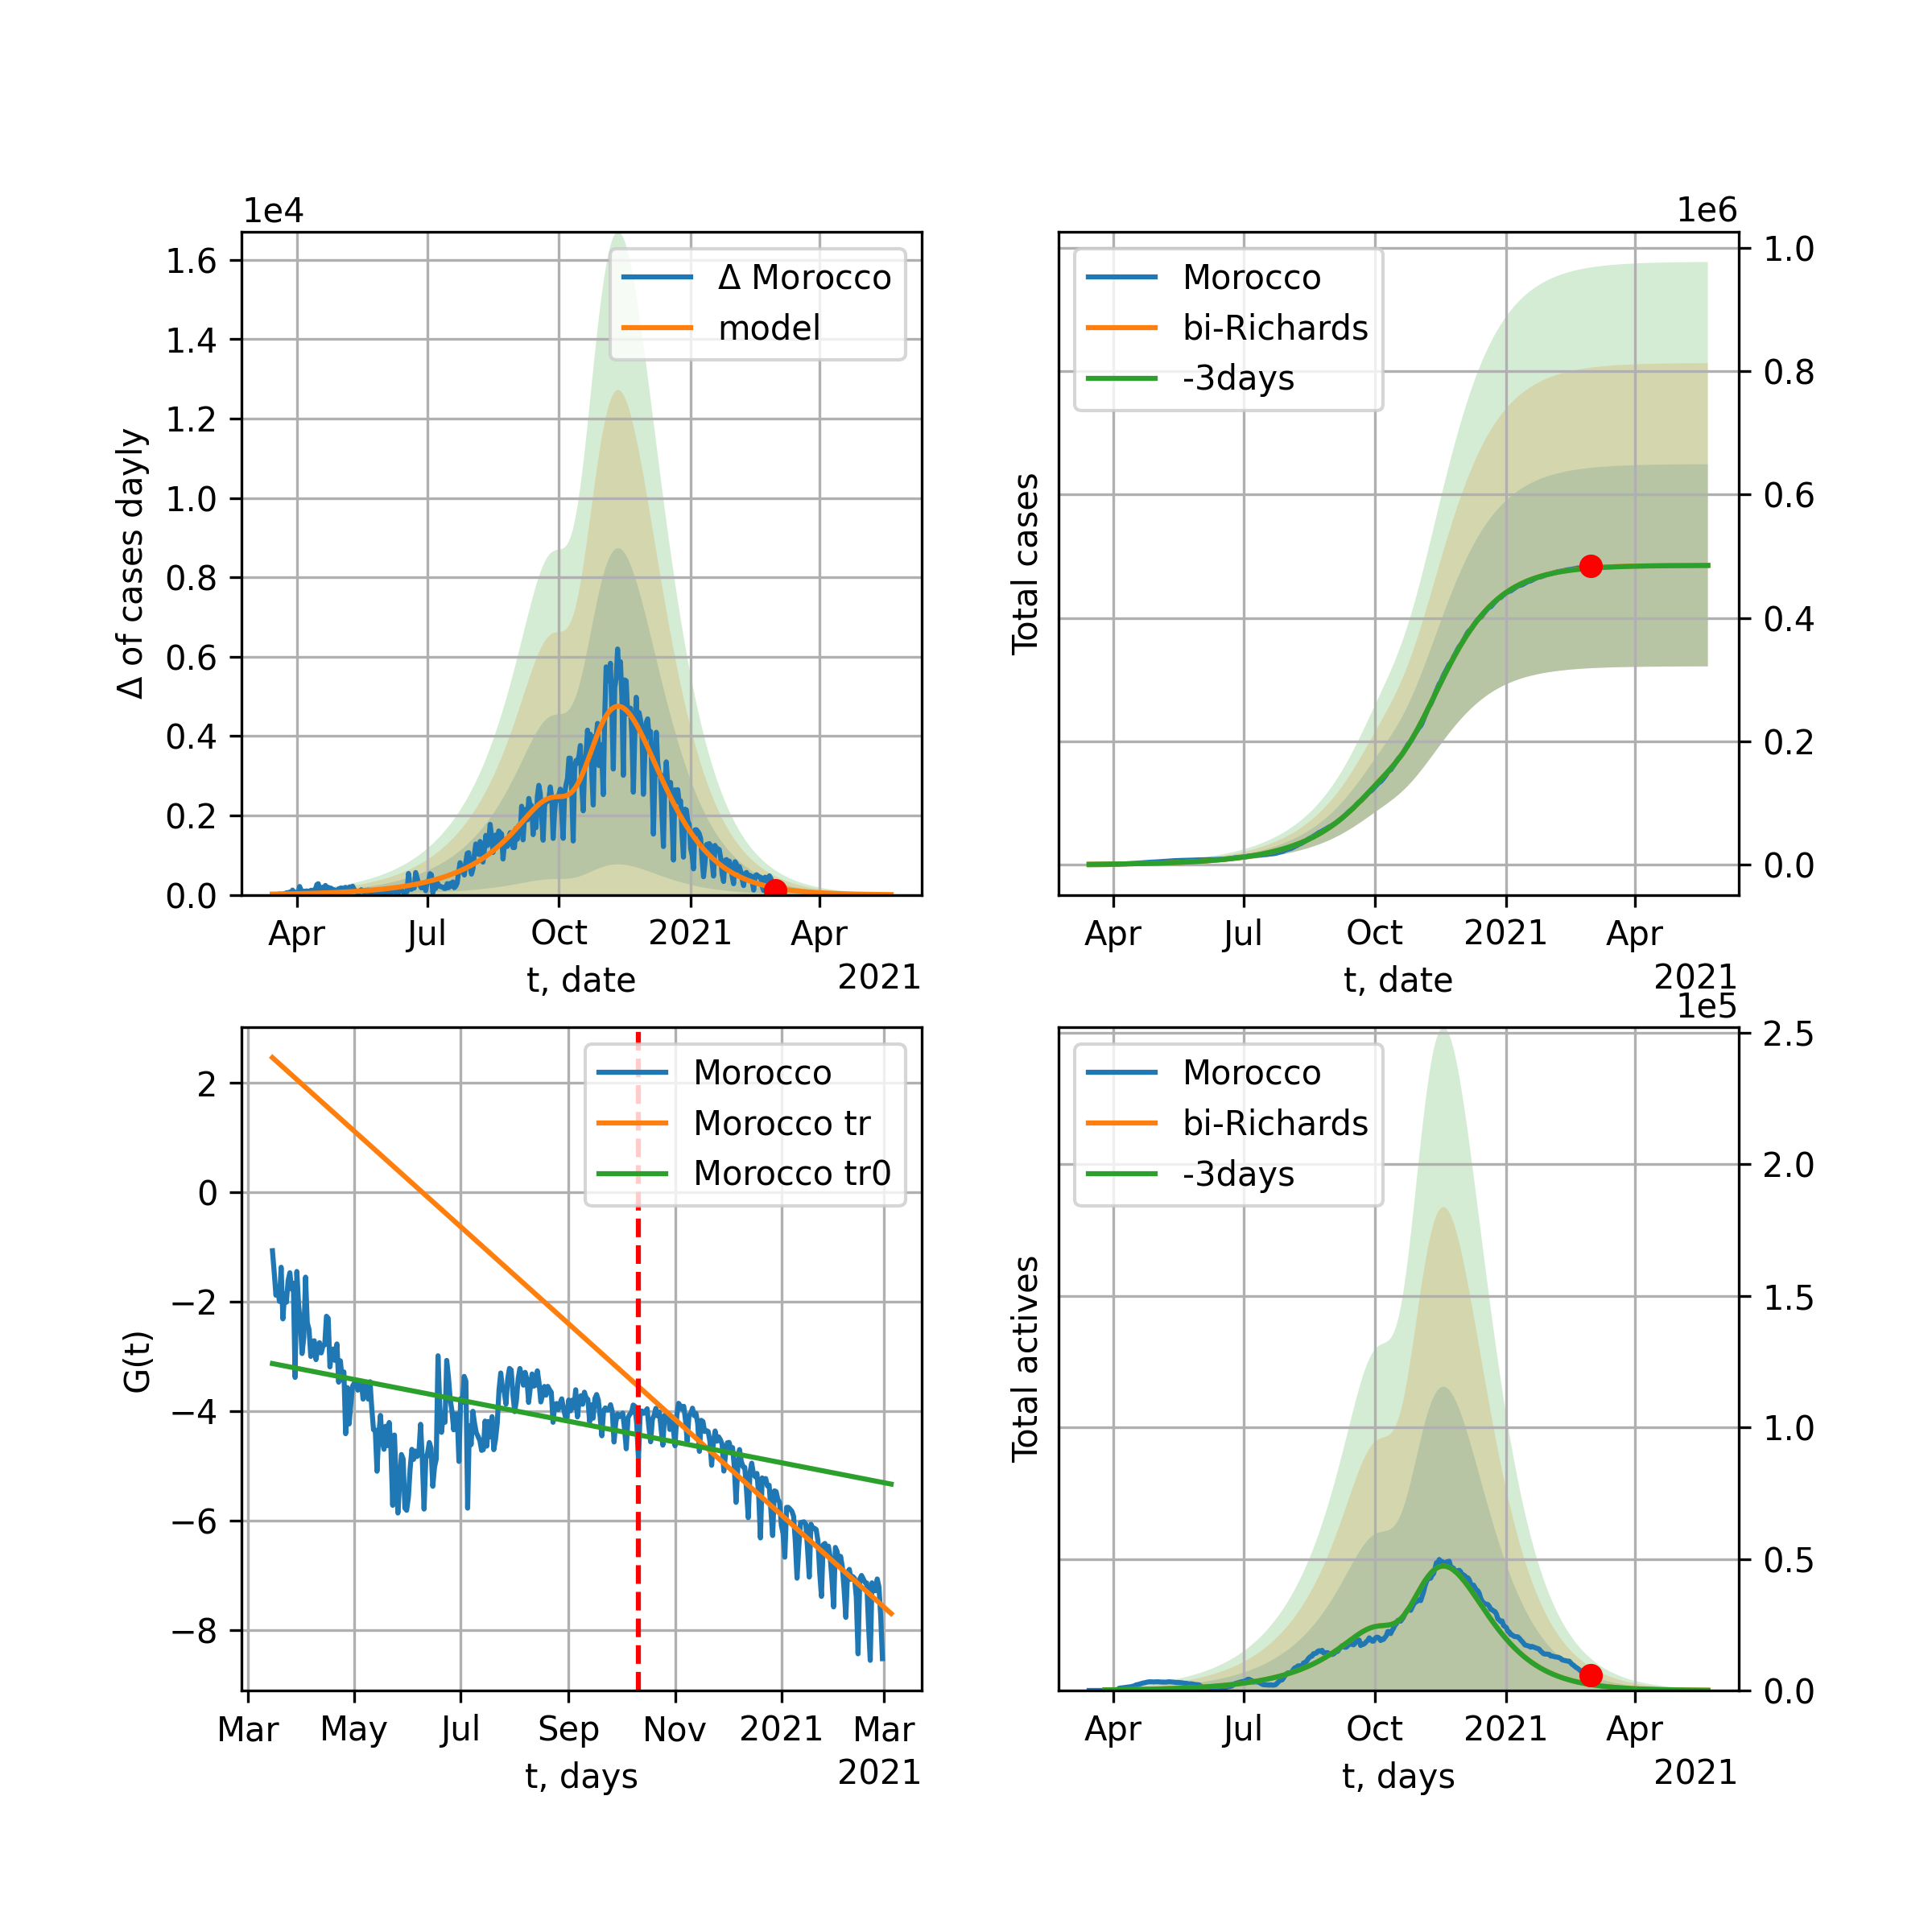 1e4
1.6
1.4
1.2
1.0
0.8
0.6
0.4
0.2
0.0
Δ of cases dayly
Δ Morocco
model
Apr Jul Oct 2021 Apr
t, date
2021
1e6
1.0
0.8
0.6
0.4
0.2
0.0
Total cases
Morocco
bi-Richards
-3days
Apr Jul Oct 2021 Apr
t, date
2021
2
0
−2
−4
−6
−8
G(t)
Morocco
Morocco tr
Morocco tr0
Mar May Jul Sep Nov 2021 Mar
t, days
2021
1e5
2.5
2.0
1.5
1.0
0.5
0.0
Total actives
Morocco
bi-Richards
-3days
Apr Jul Oct 2021 Apr
t, days
2021